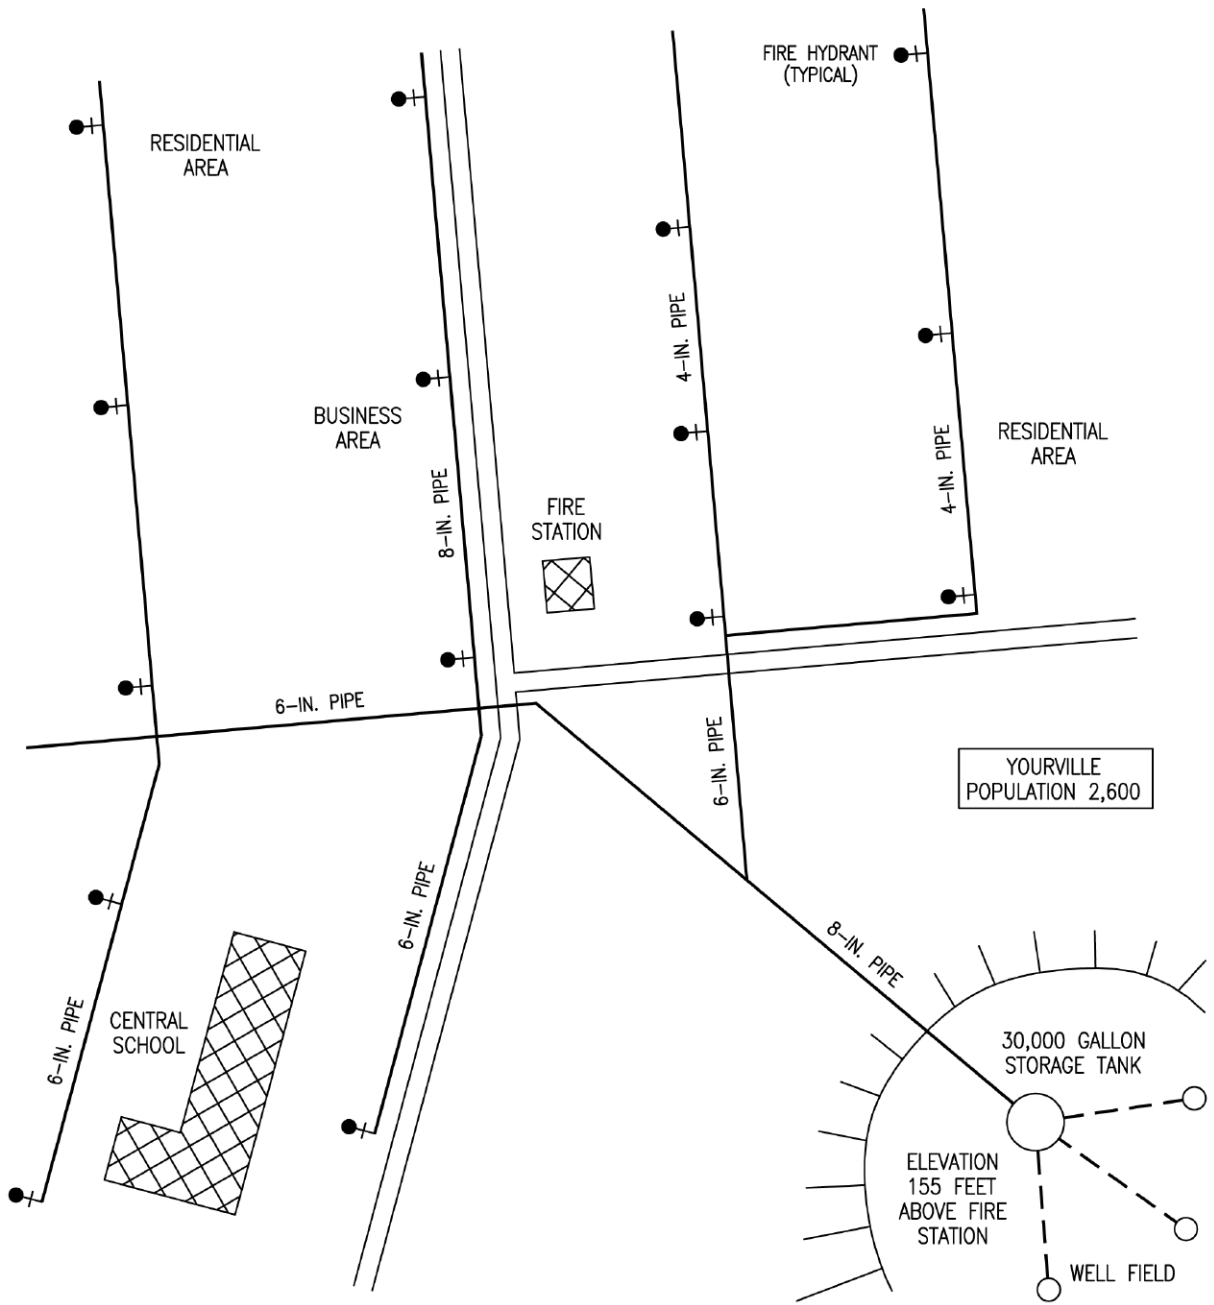 FIRE HYDRANT
(TYPICAL)
RESIDENTIAL
AREA
4-IN. PIPE
BUSINESS
AREA
RESIDENTIAL
AREA
4-IN. PIPE
8-IN. PIPE
FIRE
STATION
6-IN. PIPE
6-IN. PIPE
YOURVILLE
POPULATION 2,600
6-IN. PIPE
8-IN. PIPE
6-IN. PIPE
CENTRAL
SCHOOL
30,000 GALLON
STORAGE TANK
ELEVATION
155 FEET
ABOVE FIRE
STATION
WELL FIELD